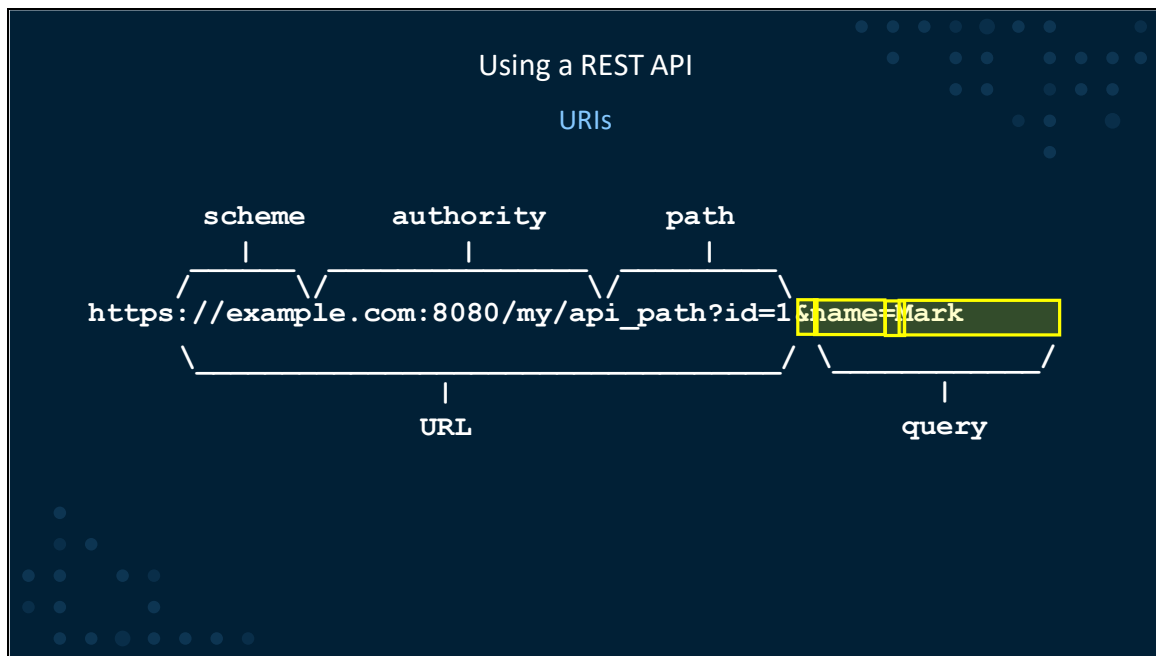 Using a REST API
URIs
scheme authority path
https://example.com:8080/my/api_path?id=1&name=Mark
URL query